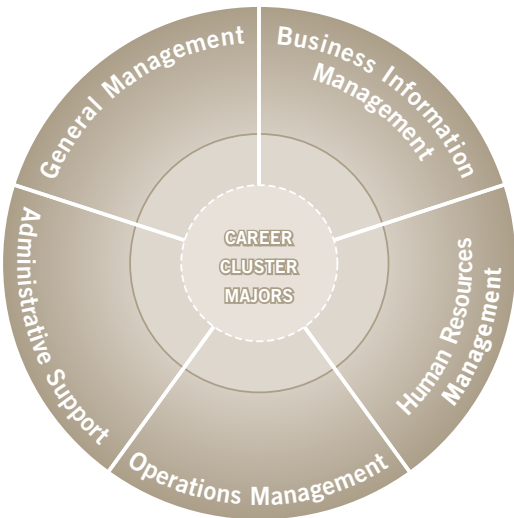 General Management
Business Information
Management
Human Resources
Management
Operations Management
Administrative Support
CAREER
CLUSTER
MAJORS